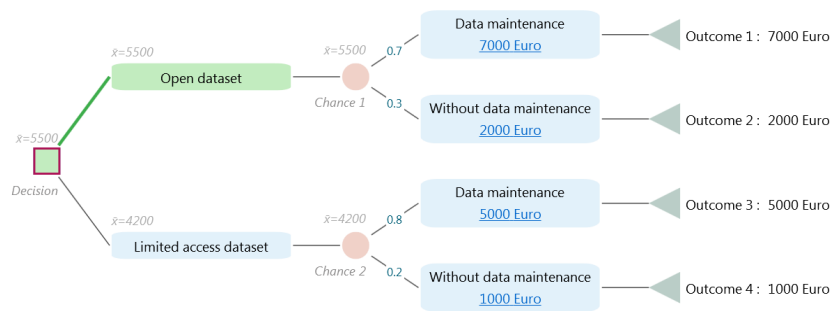 x̄=5500
Decision
x̄=5500
Open dataset
x̄=5500
Chance 1
0.7
Data maintenance
7000 Euro
Outcome 1 : 7000 Euro
0.3
Without data maintenance
2000 Euro
Outcome 2 : 2000 Euro
x̄=4200
Limited access dataset
x̄=4200
Chance 2
0.8
Data maintenance
5000 Euro
Outcome 3 : 5000 Euro
0.2
Without data maintenance
1000 Euro
Outcome 4 : 1000 Euro